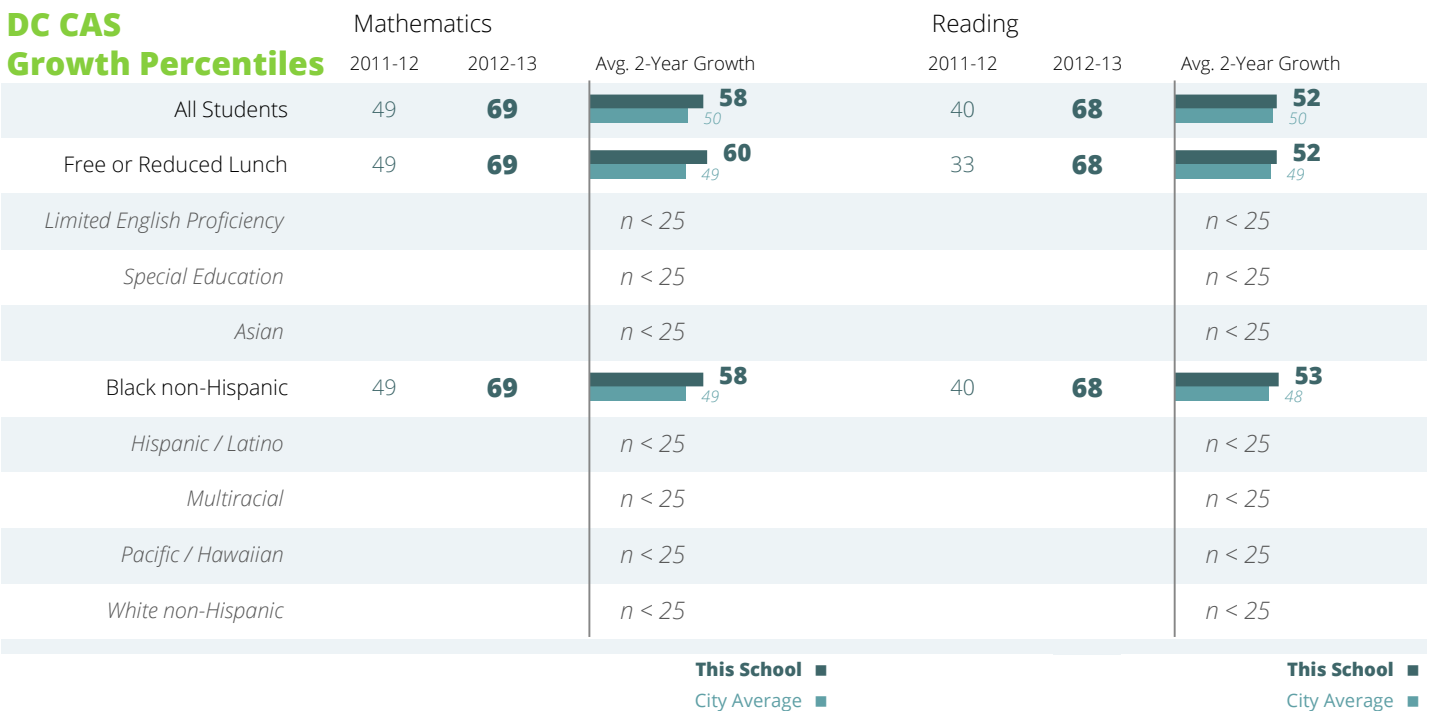 DC CAS Mathematics Reading
Growth Percentiles 2011-12 2012-13 Avg. 2-Year Growth 2011-12 2012-13 Avg. 2-Year Growth
All Students 49 69 58 50 40 68 52 50
Free or Reduced Lunch 49 69 60 49 33 68 52 49
Limited English Proficiency n < 25 n < 25
Special Education n < 25 n < 25
Asian n < 25 n < 25
Black non-Hispanic 49 69 58 49 40 68 53 48
Hispanic / Latino n < 25 n < 25
Multiracial n < 25 n < 25
Pacific / Hawaiian n < 25 n < 25
White non-Hispanic n < 25 n < 25
This School This School
City Average City Average